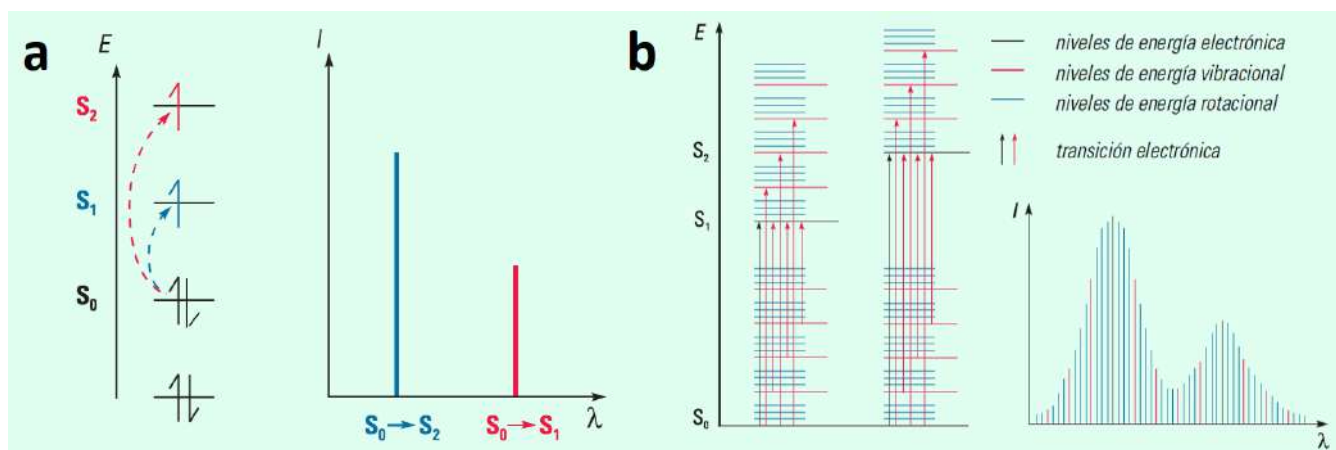 a
E
S2
S1
S0
I
S0→S2
S0→S1
λ
b
E
S2
S1
S0
niveles de energía electrónica
niveles de energía vibracional
niveles de energía rotacional
transición electrónica
I
λ